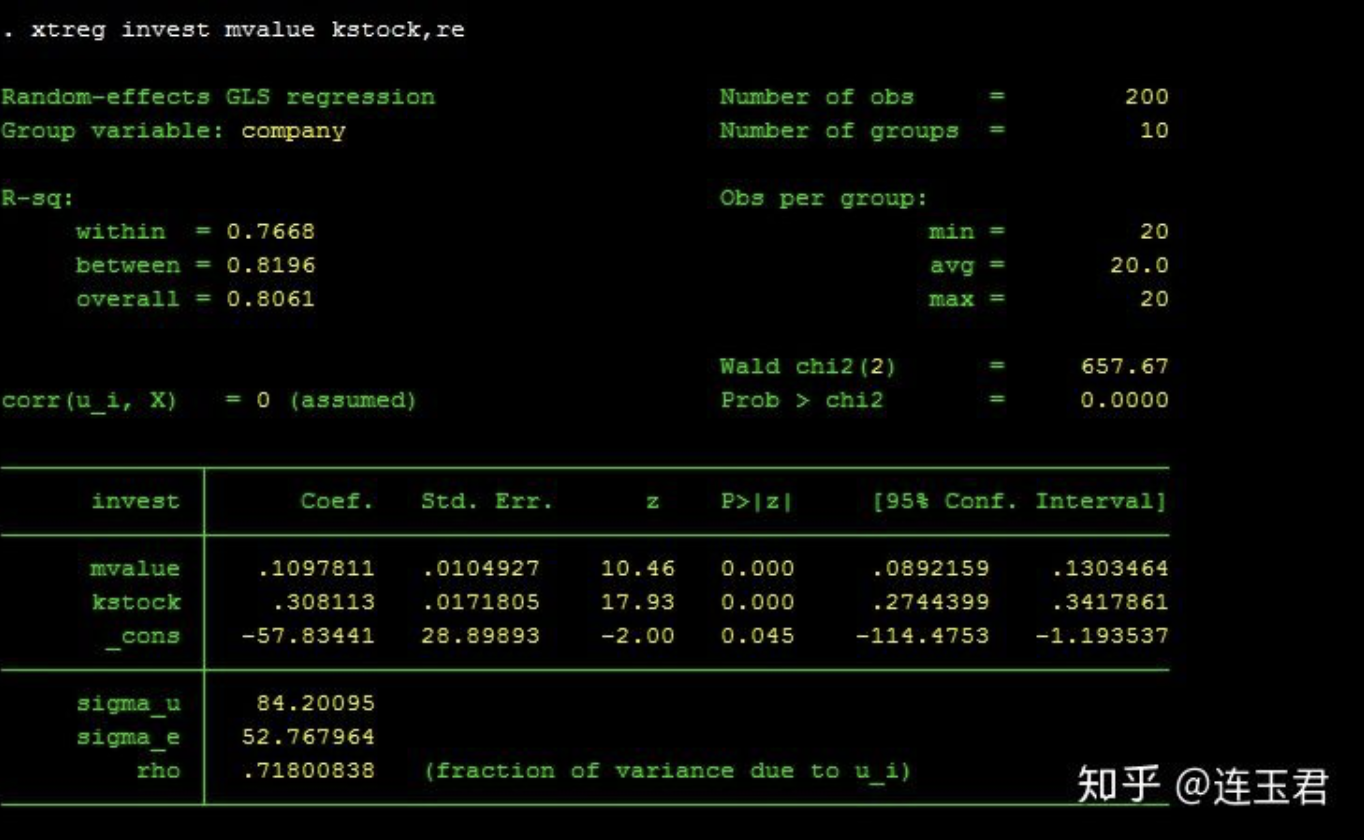 . xtreg invest mvalue kstock,re
Random-effects GLS regression Number of obs = 200
Group variable: company Number of groups = 10
R-sq: Obs per group:
within = 0.7668 min = 20
between = 0.8196 avg = 20.0
overall = 0.8061 max = 20
Wald chi2(2) = 657.67
corr(u_i, X) = 0 (assumed) Prob > chi2 = 0.0000
invest Coef. Std. Err. z P>|z| [95% Conf. Interval]
mvalue .1097811 .0104927 10.46 0.000 .0892159 .1303464
kstock .308113 .0171805 17.93 0.000 .2744399 .3417861
_cons -57.83441 28.89893 -2.00 0.045 -114.4753 -1.193537
sigma_u 84.20095
sigma_e 52.767964
rho .71800838 (fraction of variance due to u_i)
知乎 @连玉君